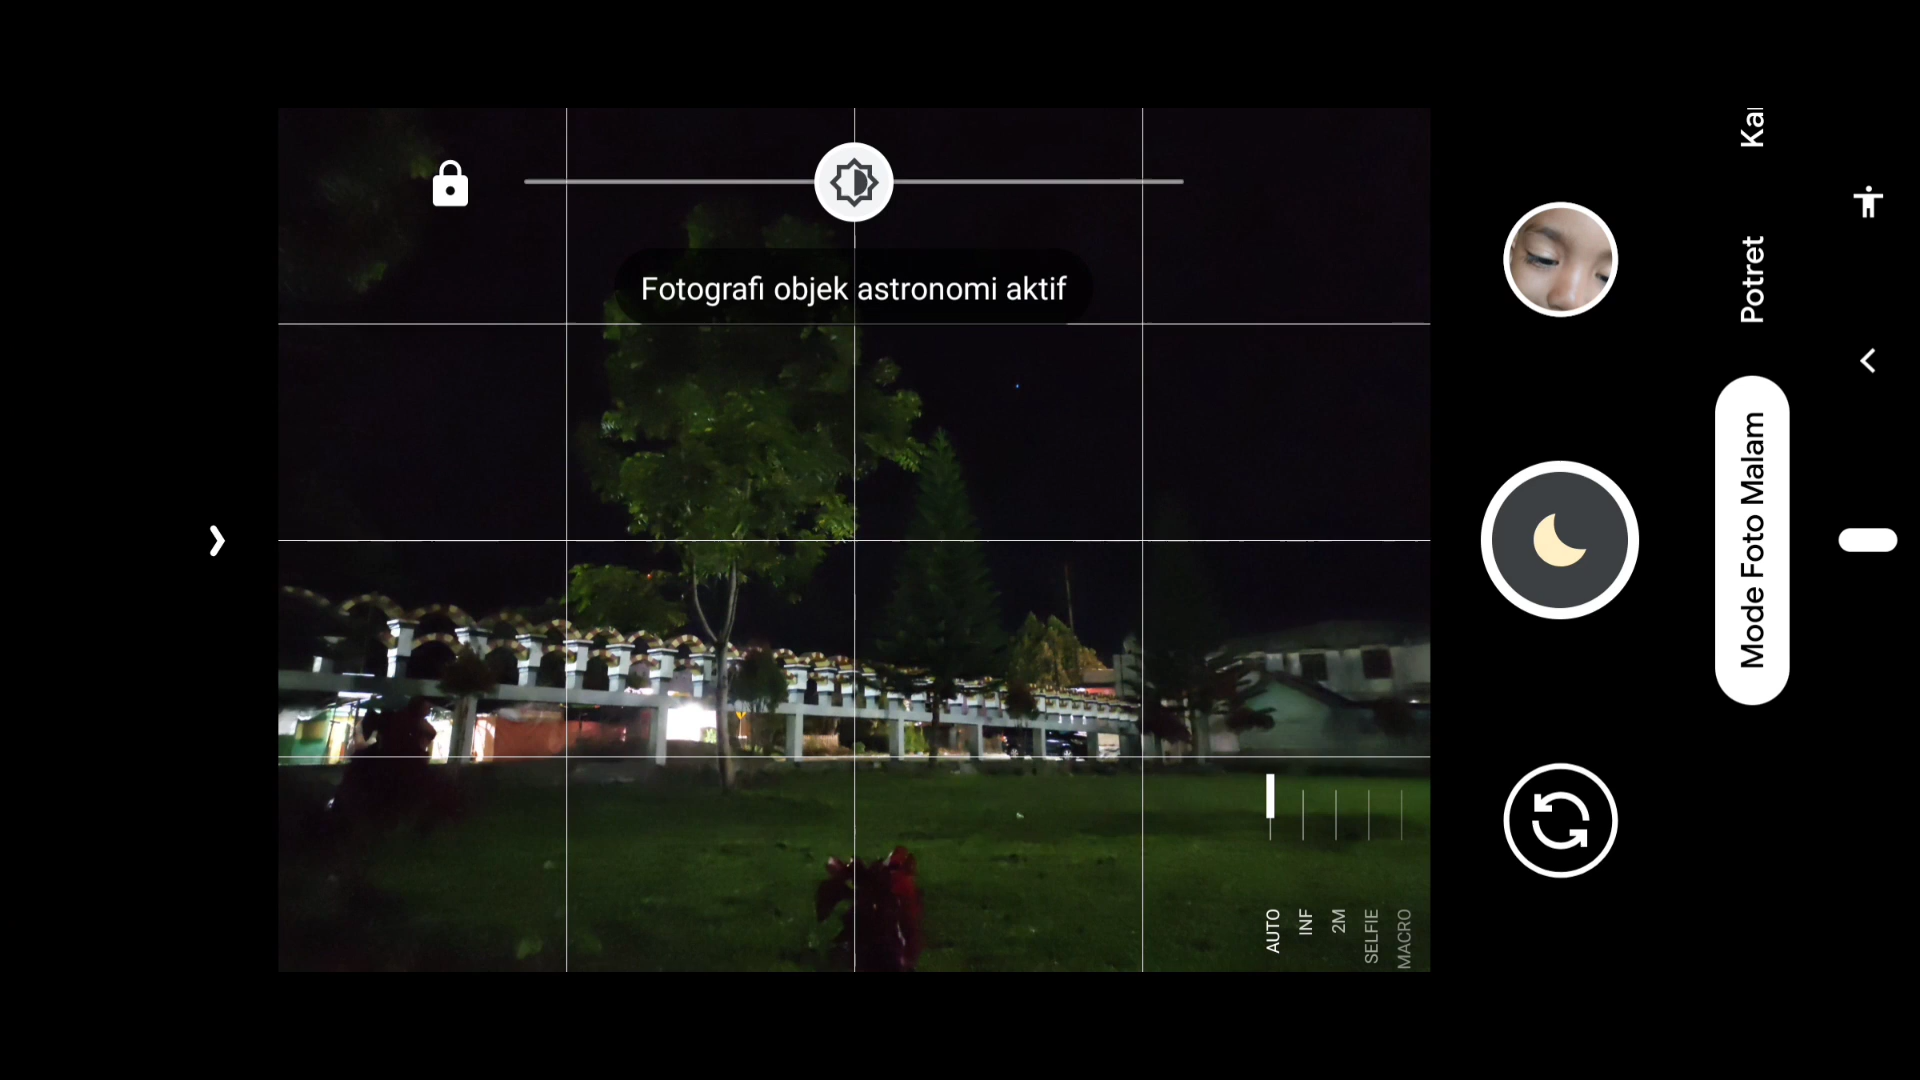 Fotografi objek astronomi aktif
AUTO
INF
2M
SELFIE
MACRO
Potret
Mode Foto Malam